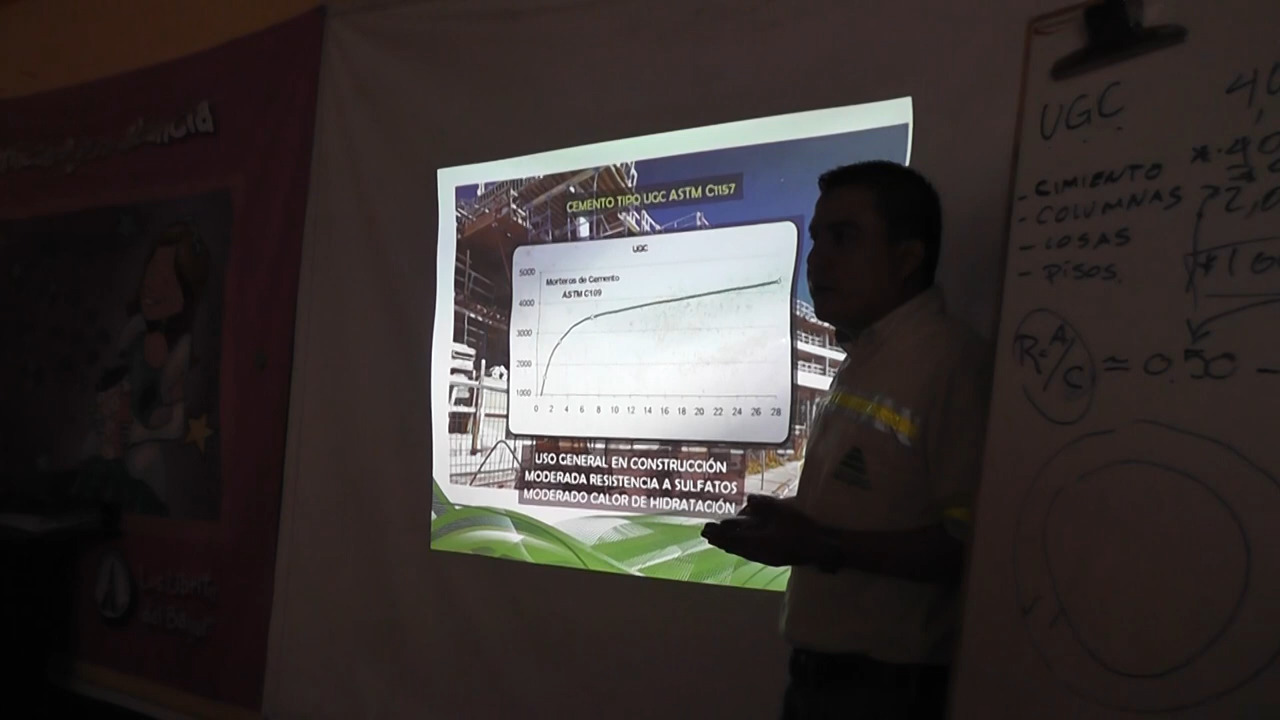 CEMENTO TIPO UGC ASTM C1157
UGC
Morteros de Cemento
ASTM C109
5000
4000
3000
2000
1000
0 2 4 6 8 10 12 14 16 18 20 22 24 26 28
USO GENERAL EN CONSTRUCCIÓN
MODERADA RESISTENCIA A SULFATOS
MODERADO CALOR DE HIDRATACIÓN
UGC
- CIMIENTO
- COLUMNAS
- LOSAS
- PISOS
R= A/C ≈ 0.50 -